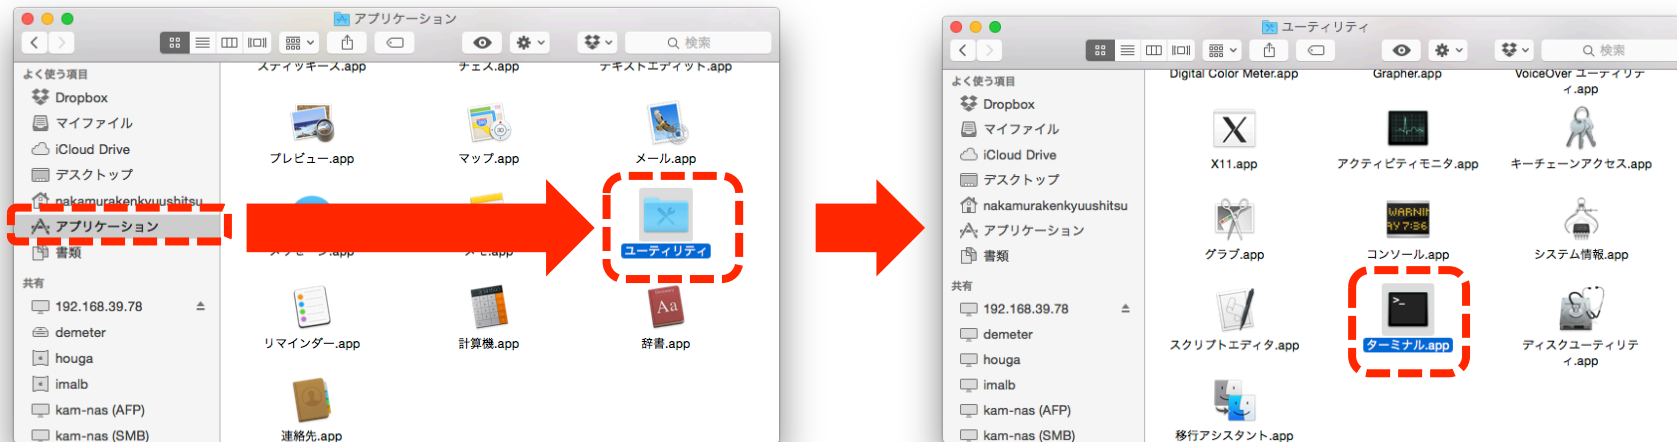 アプリケーション
検索
よく使う項目
Dropbox
マイファイル
iCloud Drive
デスクトップ
nakamurakenkyuushitsu
アプリケーション
書類
共有
192.168.39.78
demeter
houga
imalb
kam-nas (AFP)
kam-nas (SMB)
スティッキーズ.app
チェス.app
テキストエディット.app
プレビュー.app
マップ.app
メール.app
メッセージ.app
メモ.app
ユーティリティ
リマインダー.app
計算機.app
辞書.app
連絡先.app
ユーティリティ
検索
よく使う項目
Dropbox
マイファイル
iCloud Drive
デスクトップ
nakamurakenkyuushitsu
アプリケーション
書類
共有
192.168.39.78
demeter
houga
imalb
kam-nas (AFP)
kam-nas (SMB)
Digital Color Meter.app
Grapher.app
VoiceOver ユーティリティ.app
X11.app
アクティビティモニタ.app
キーチェーンアクセス.app
グラブ.app
コンソール.app
システム情報.app
スクリプトエディタ.app
ターミナル.app
ディスクユーティリテ
ィ.app
移行アシスタント.app